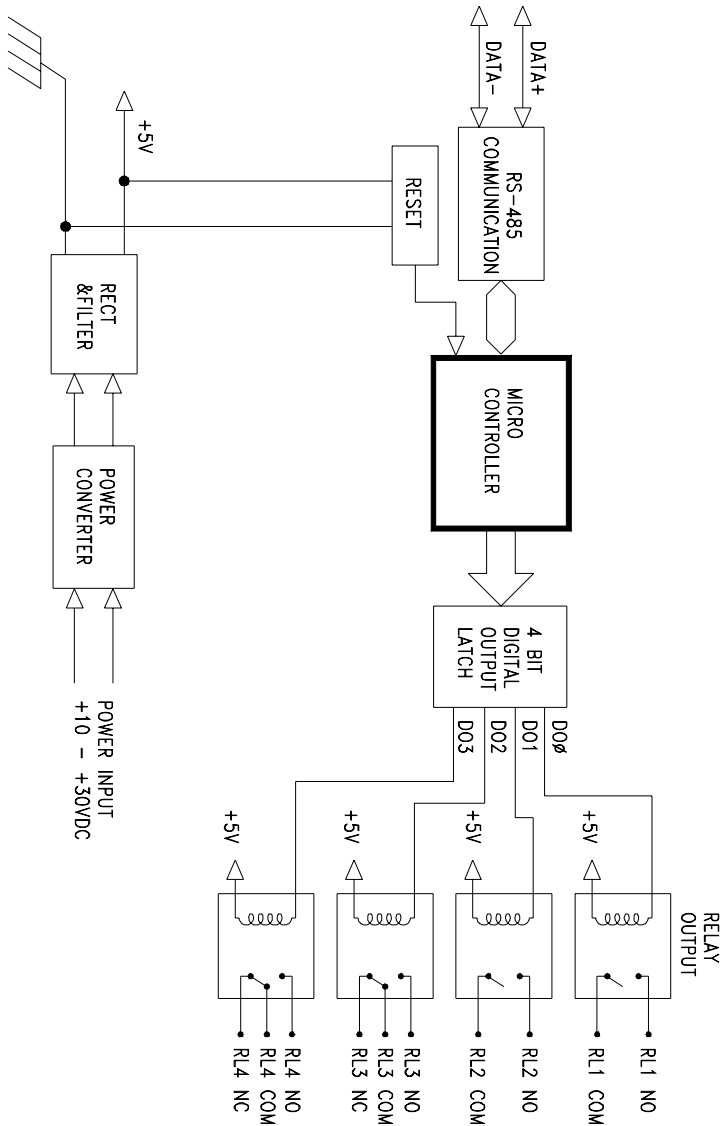 DATA+
DATA-
RS-485
COMMUNICATION
RESET
+5V
RECT
&FILTER
POWER
CONVERTER
POWER INPUT
+10 - +30VDC
MICRO
CONTROLLER
4 BIT
DIGITAL
OUTPUT
LATCH
DOØ
DO1
DO2
DO3
RELAY
OUTPUT
+5V
RL1 NO
RL1 COM
+5V
RL2 NO
RL2 COM
+5V
RL3 NO
RL3 COM
RL3 NC
+5V
RL4 NO
RL4 COM
RL4 NC